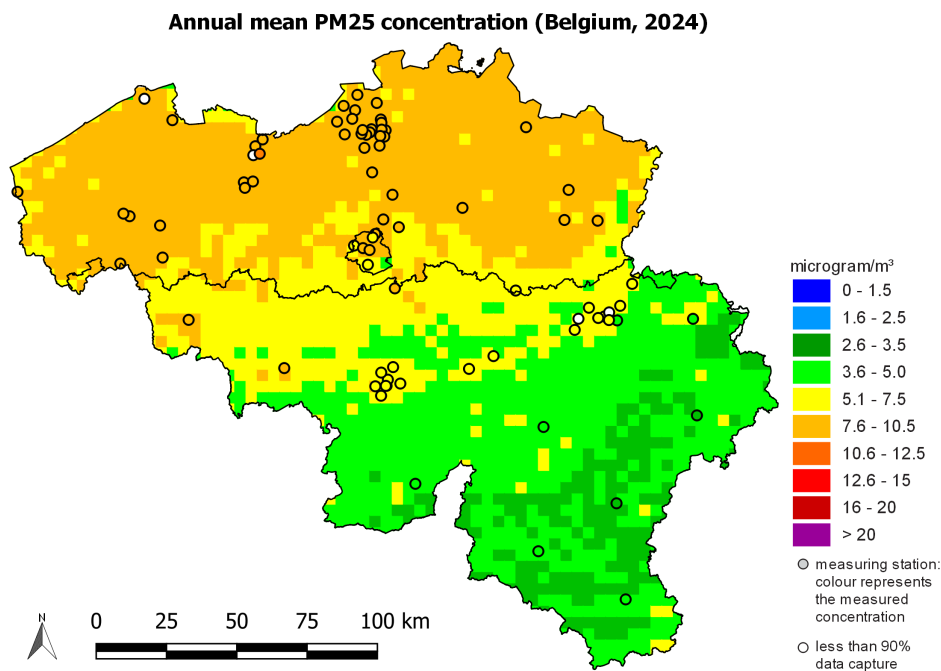 Annual mean PM25 concentration (Belgium, 2024)
microgram/m³
0 - 1.5
1.6 - 2.5
2.6 - 3.5
3.6 - 5.0
5.1 - 7.5
7.6 - 10.5
10.6 - 12.5
12.6 - 15
16 - 20
> 20
measuring station:
colour represents
the measured
concentration
less than 90%
data capture
N
0 25 50 75 100 km